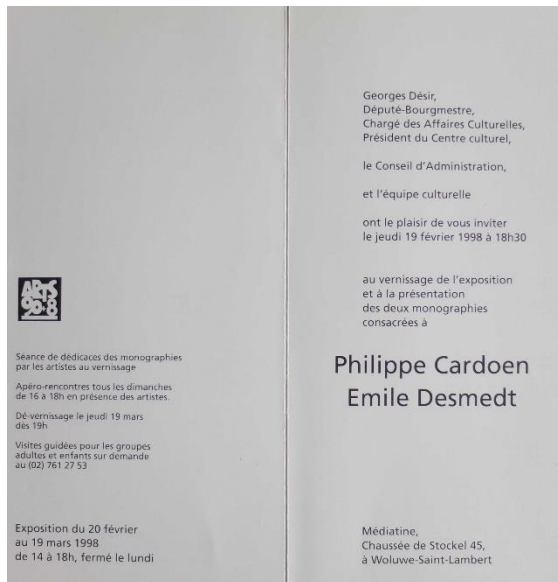 ARTS
90+8
Séance de dédicaces des monographies
par les artistes au vernissage
Apéro-rencontres tous les dimanches
de 16 à 18h en présence des artistes.
Dé-vernissage le jeudi 19 mars
dès 19h
Visites guidées pour les groupes
adultes et enfants sur demande
au (02) 761 27 53
Exposition du 20 février
au 19 mars 1998
de 14 à 18h, fermé le lundi
Georges Désir,
Député-Bourgmestre,
Chargé des Affaires Culturelles,
Président du Centre culturel,
le Conseil d'Administration,
et l'équipe culturelle
ont le plaisir de vous inviter
le jeudi 19 février 1998 à 18h30
au vernissage de l'exposition
et à la présentation
des deux monographies
consacrées à
Philippe Cardoen
Emile Desmedt
Médiatine,
Chaussée de Stockel 45,
à Woluwe-Saint-Lambert